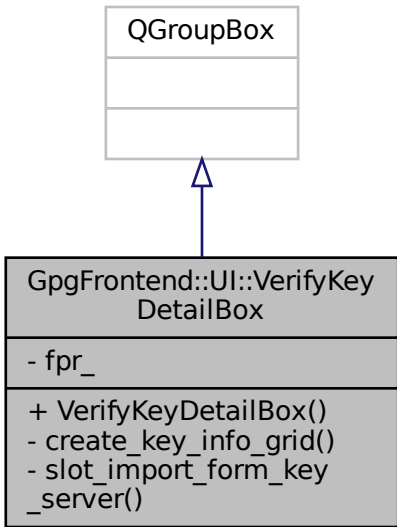 QGroupBox
GpgFrontend::UI::VerifyKey
DetailBox
- fpr_
+ VerifyKeyDetailBox()
- create_key_info_grid()
- slot_import_form_key
_server()